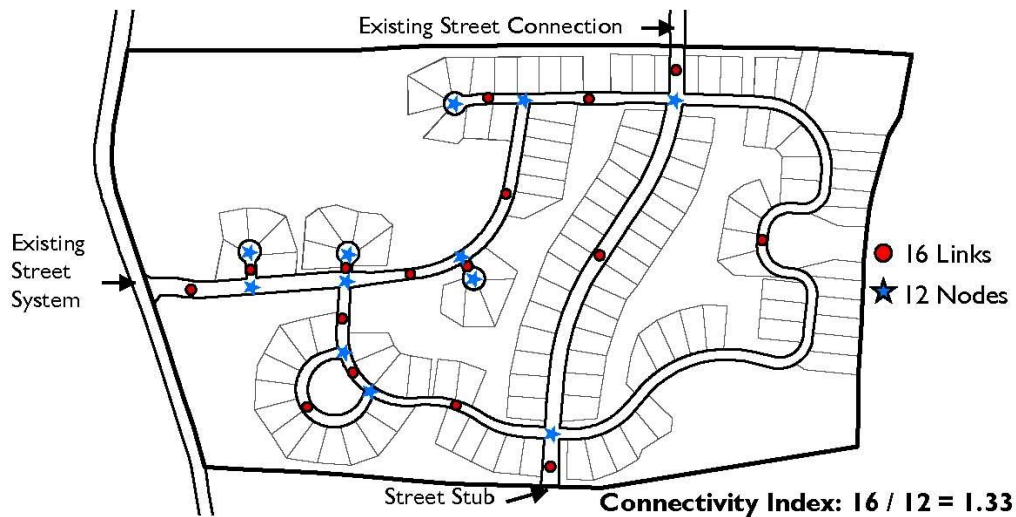 Existing Street Connection
Existing
Street
System
16 Links
12 Nodes
Street Stub
Connectivity Index: 16 / 12 = 1.33